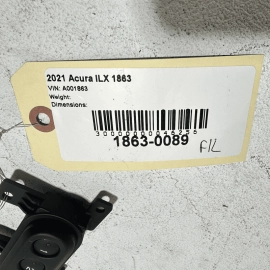 2021 Acura ILX 1863
VIN: A001863
Weight:
Dimensions:
1863-0089